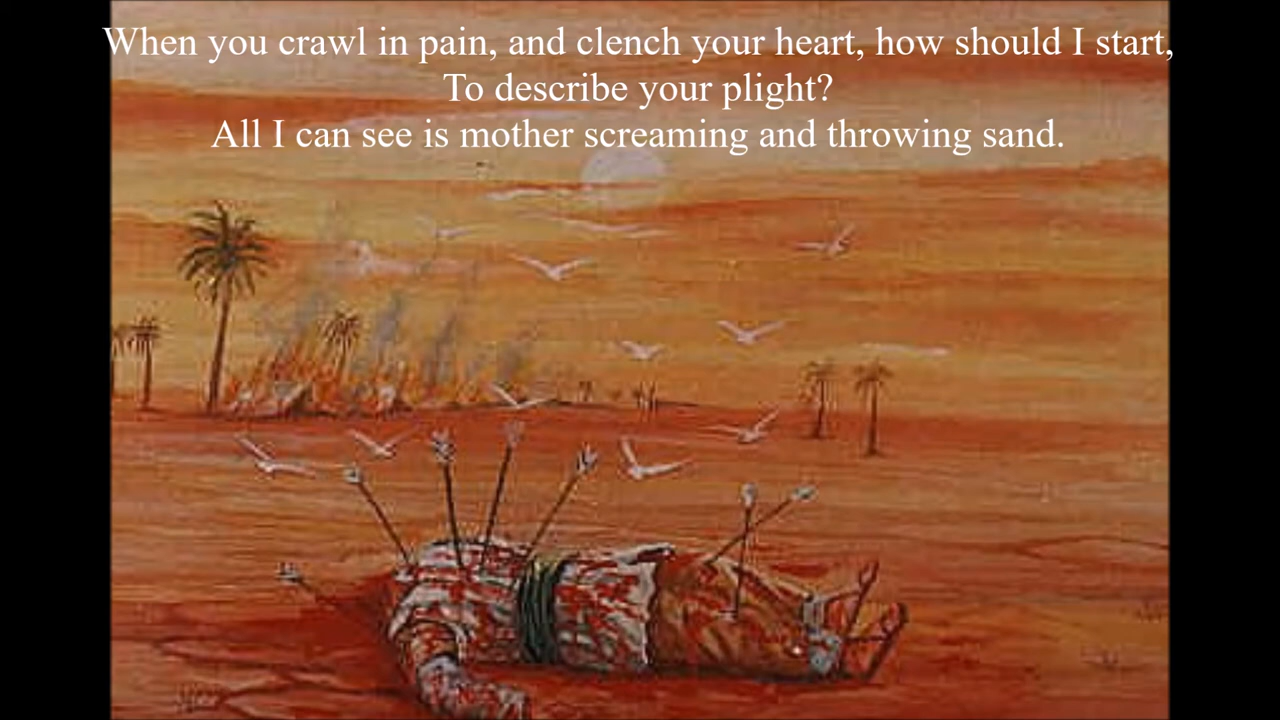 When you crawl in pain, and clench your heart, how should I start,
To describe your plight?
All I can see is mother screaming and throwing sand.